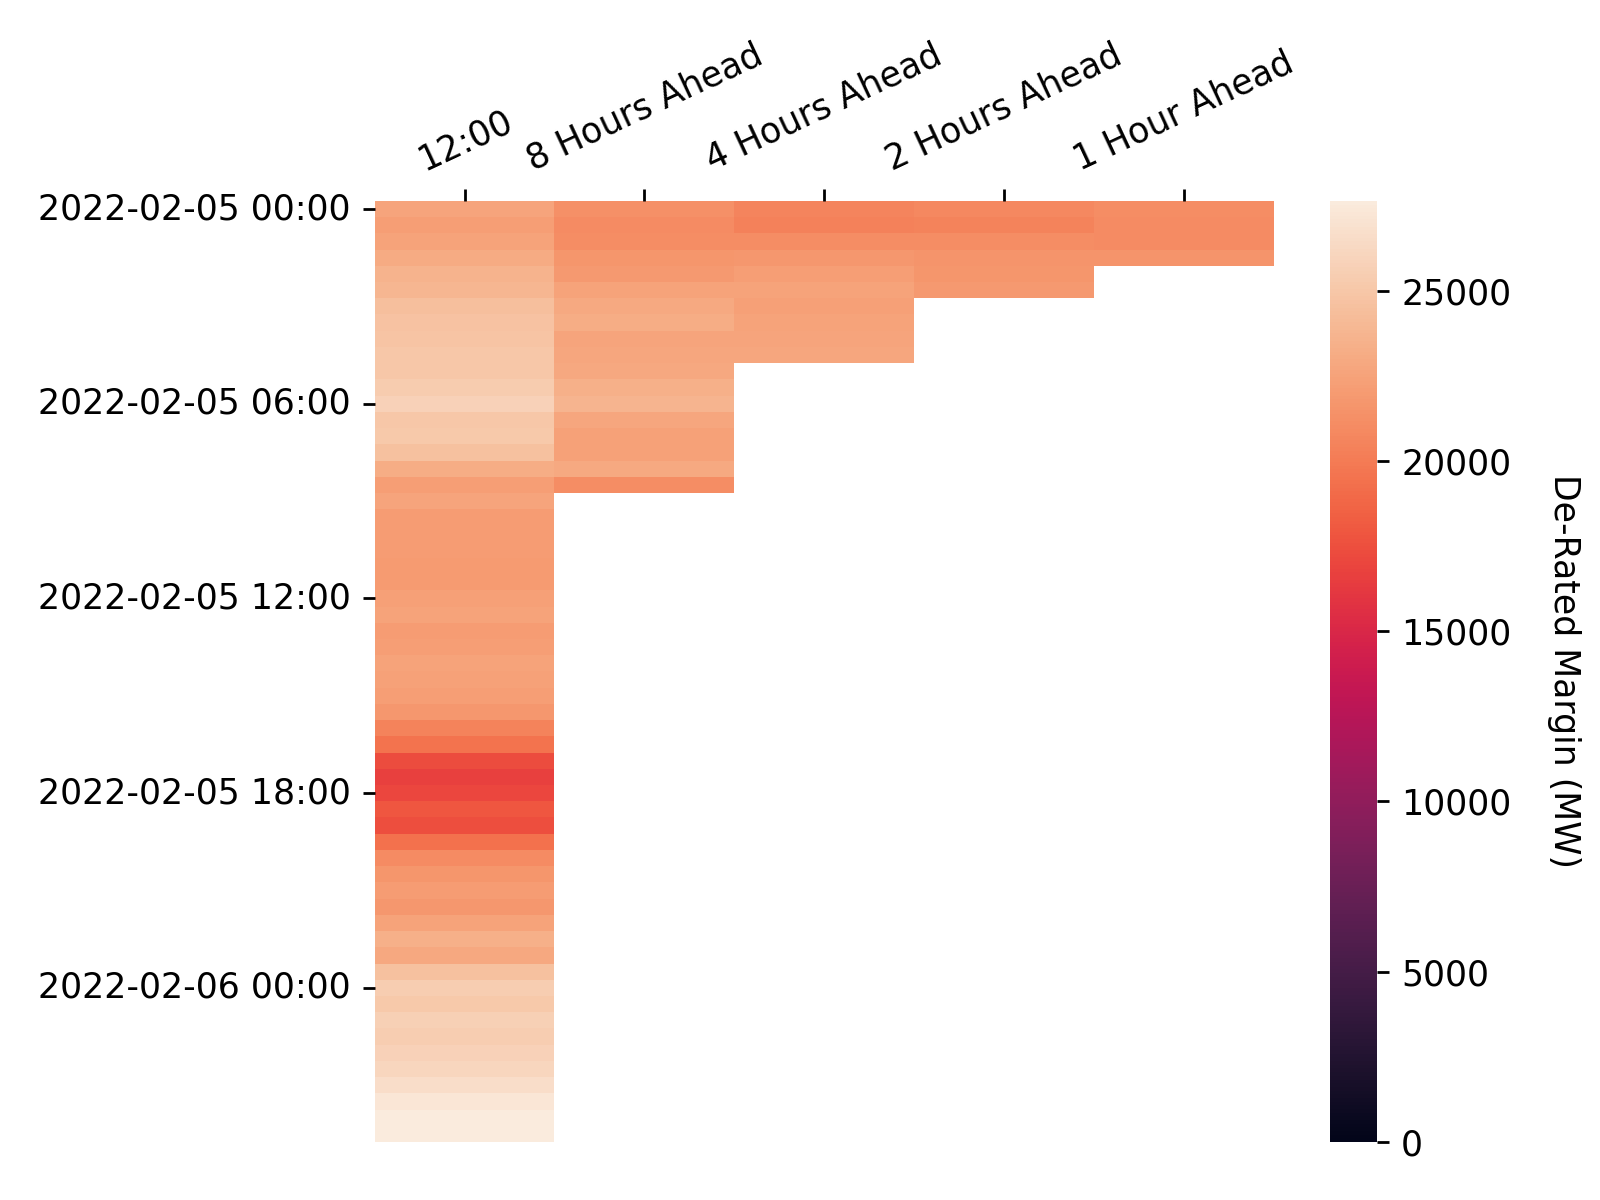 12:00
8 Hours Ahead
4 Hours Ahead
2 Hours Ahead
1 Hour Ahead
2022-02-05 00:00
2022-02-05 06:00
2022-02-05 12:00
2022-02-05 18:00
2022-02-06 00:00
25000
20000
15000
10000
5000
0
De-Rated Margin (MW)